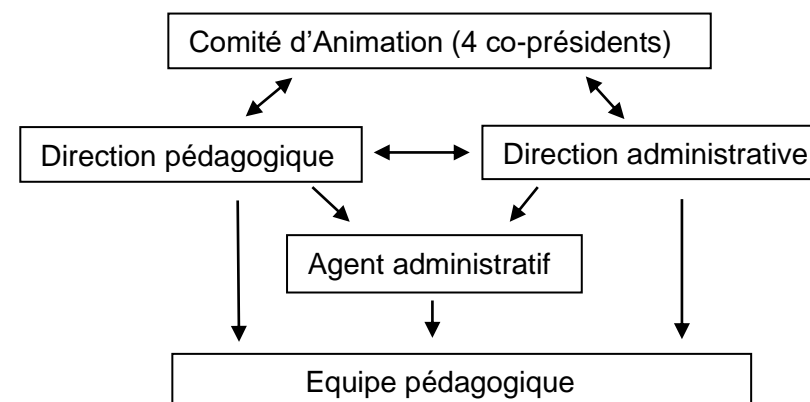 Comité d’Animation (4 co-présidents)
Direction pédagogique
Direction administrative
Agent administratif
Equipe pédagogique